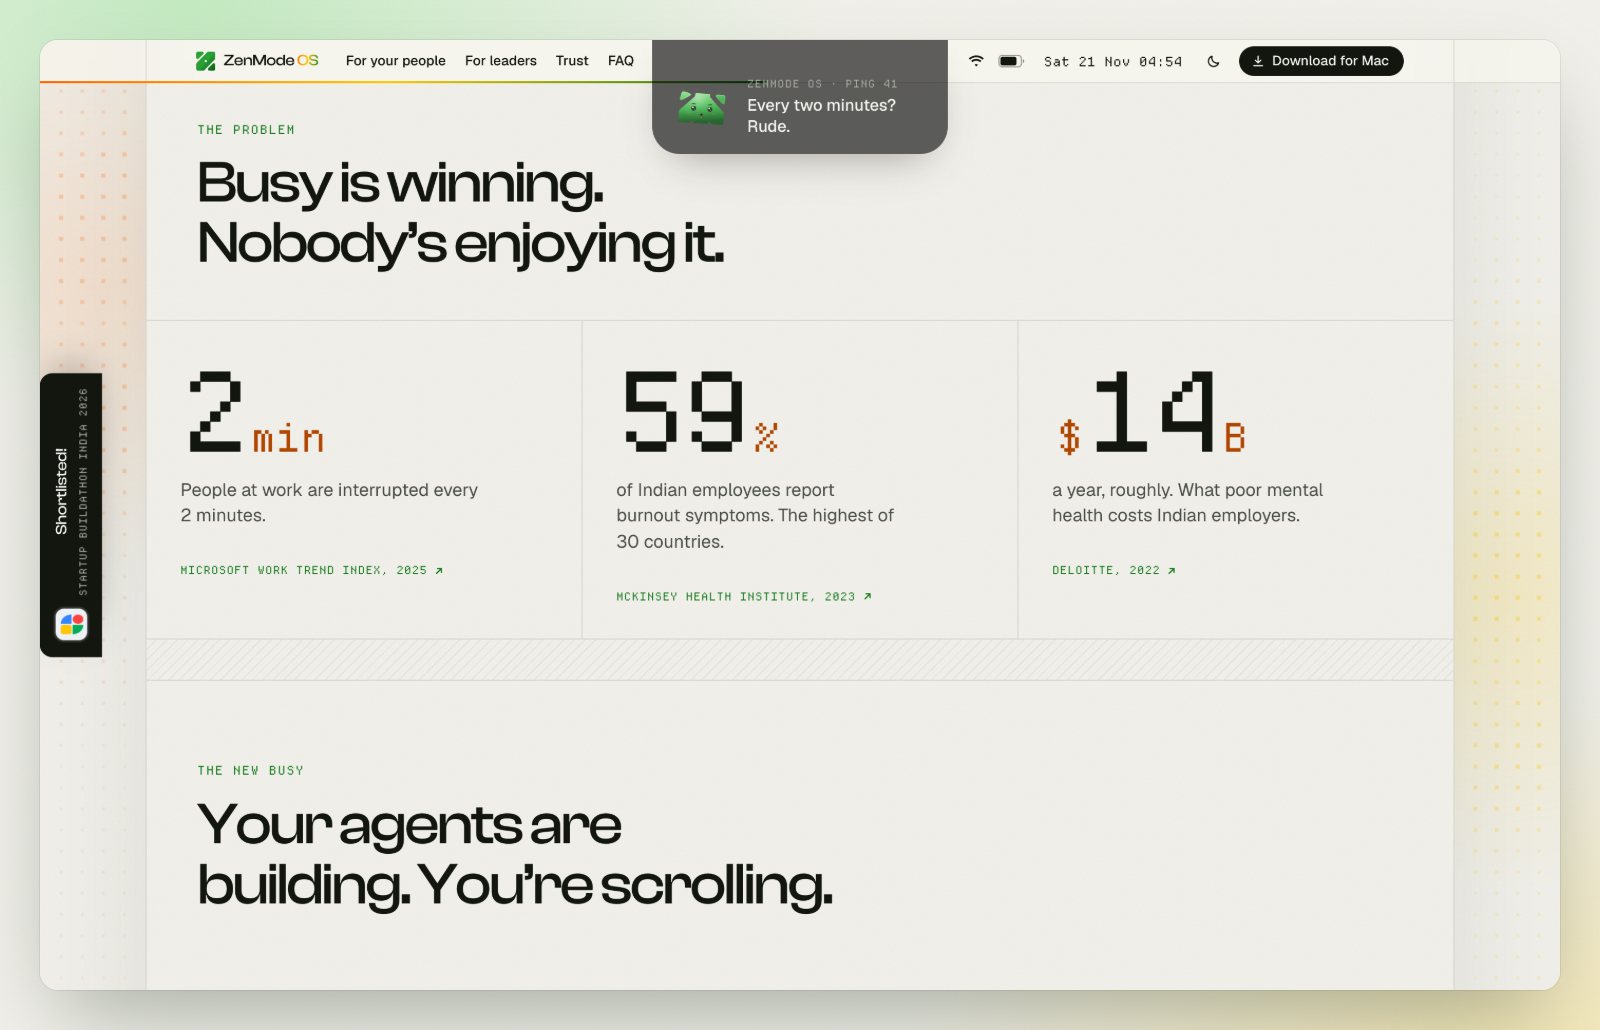 ZenMode OS
For your people
For leaders
Trust
FAQ
ZENMODE OS · PING 41
Every two minutes?
Rude.
Sat 21 Nov 04:54
Download for Mac
THE PROBLEM
Busy is winning.
Nobody’s enjoying it.
2 min
People at work are interrupted every
2 minutes.
MICROSOFT WORK TREND INDEX, 2025 ↗
59%
of Indian employees report
burnout symptoms. The highest of
30 countries.
MCKINSEY HEALTH INSTITUTE, 2023 ↗
$14B
a year, roughly. What poor mental
health costs Indian employers.
DELOITTE, 2022 ↗
Shortlisted!
STARTUP BUILDATHON INDIA 2026
THE NEW BUSY
Your agents are
building. You’re scrolling.